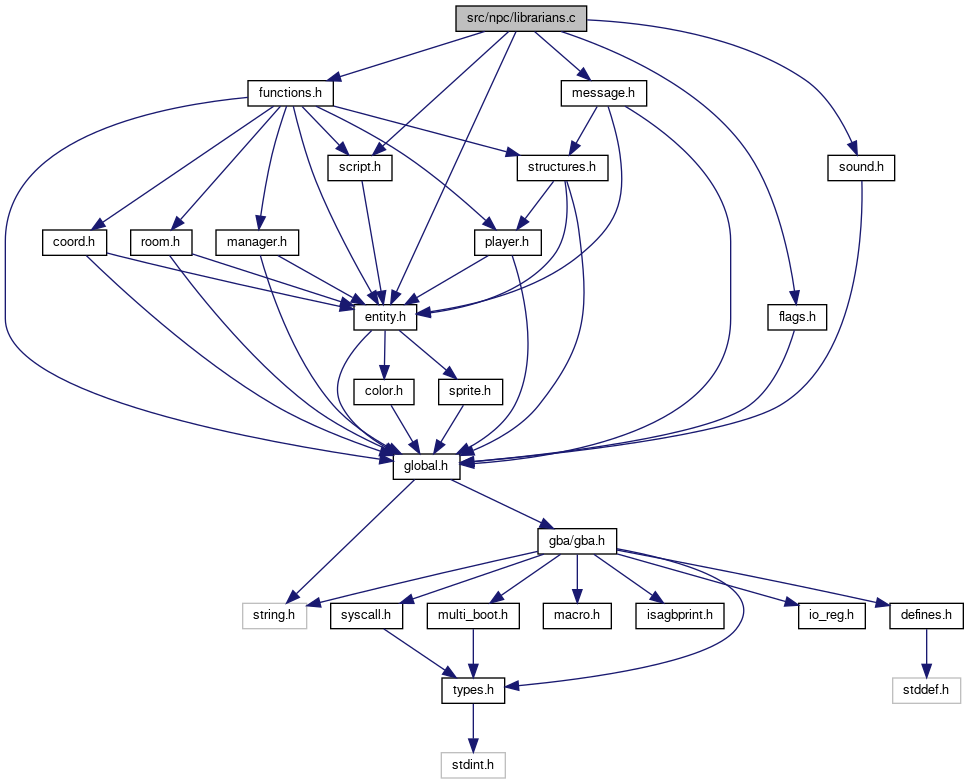 src/npc/librarians.c
functions.h
message.h
script.h
structures.h
sound.h
coord.h
room.h
manager.h
player.h
entity.h
flags.h
color.h
sprite.h
global.h
gba/gba.h
string.h
syscall.h
multi_boot.h
macro.h
isagbprint.h
io_reg.h
defines.h
types.h
stddef.h
stdint.h